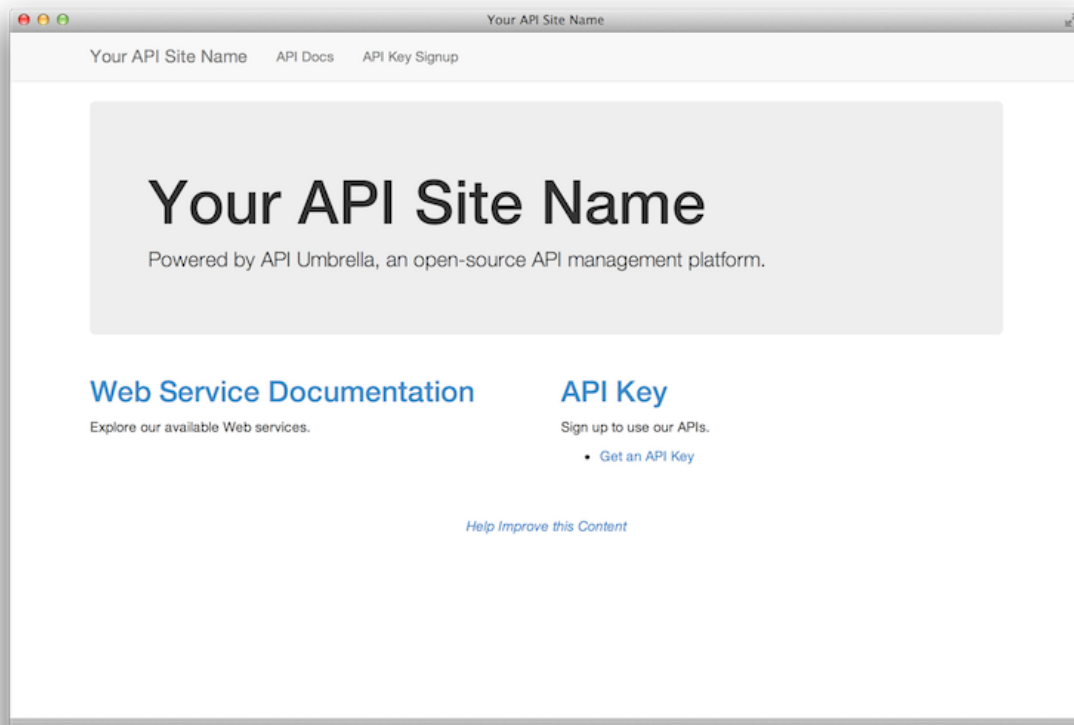 Your API Site Name
Your API Site Name API Docs API Key Signup
Your API Site Name
Powered by API Umbrella, an open-source API management platform.
Web Service Documentation
Explore our available Web services.
API Key
Sign up to use our APIs.
Get an API Key
Help Improve this Content